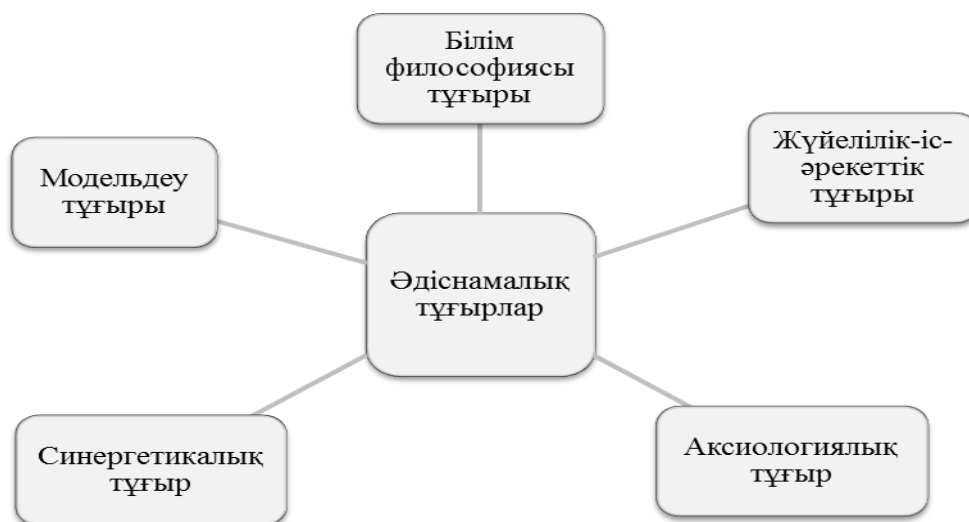 Білім
философиясы
тұғыры
Жүйелілік-іс-
әрекеттік
тұғыры
Модельдеу
тұғыры
Әдіснамалық
тұғырлар
Синергетикалық
тұғыр
Аксиологиялық
тұғыр